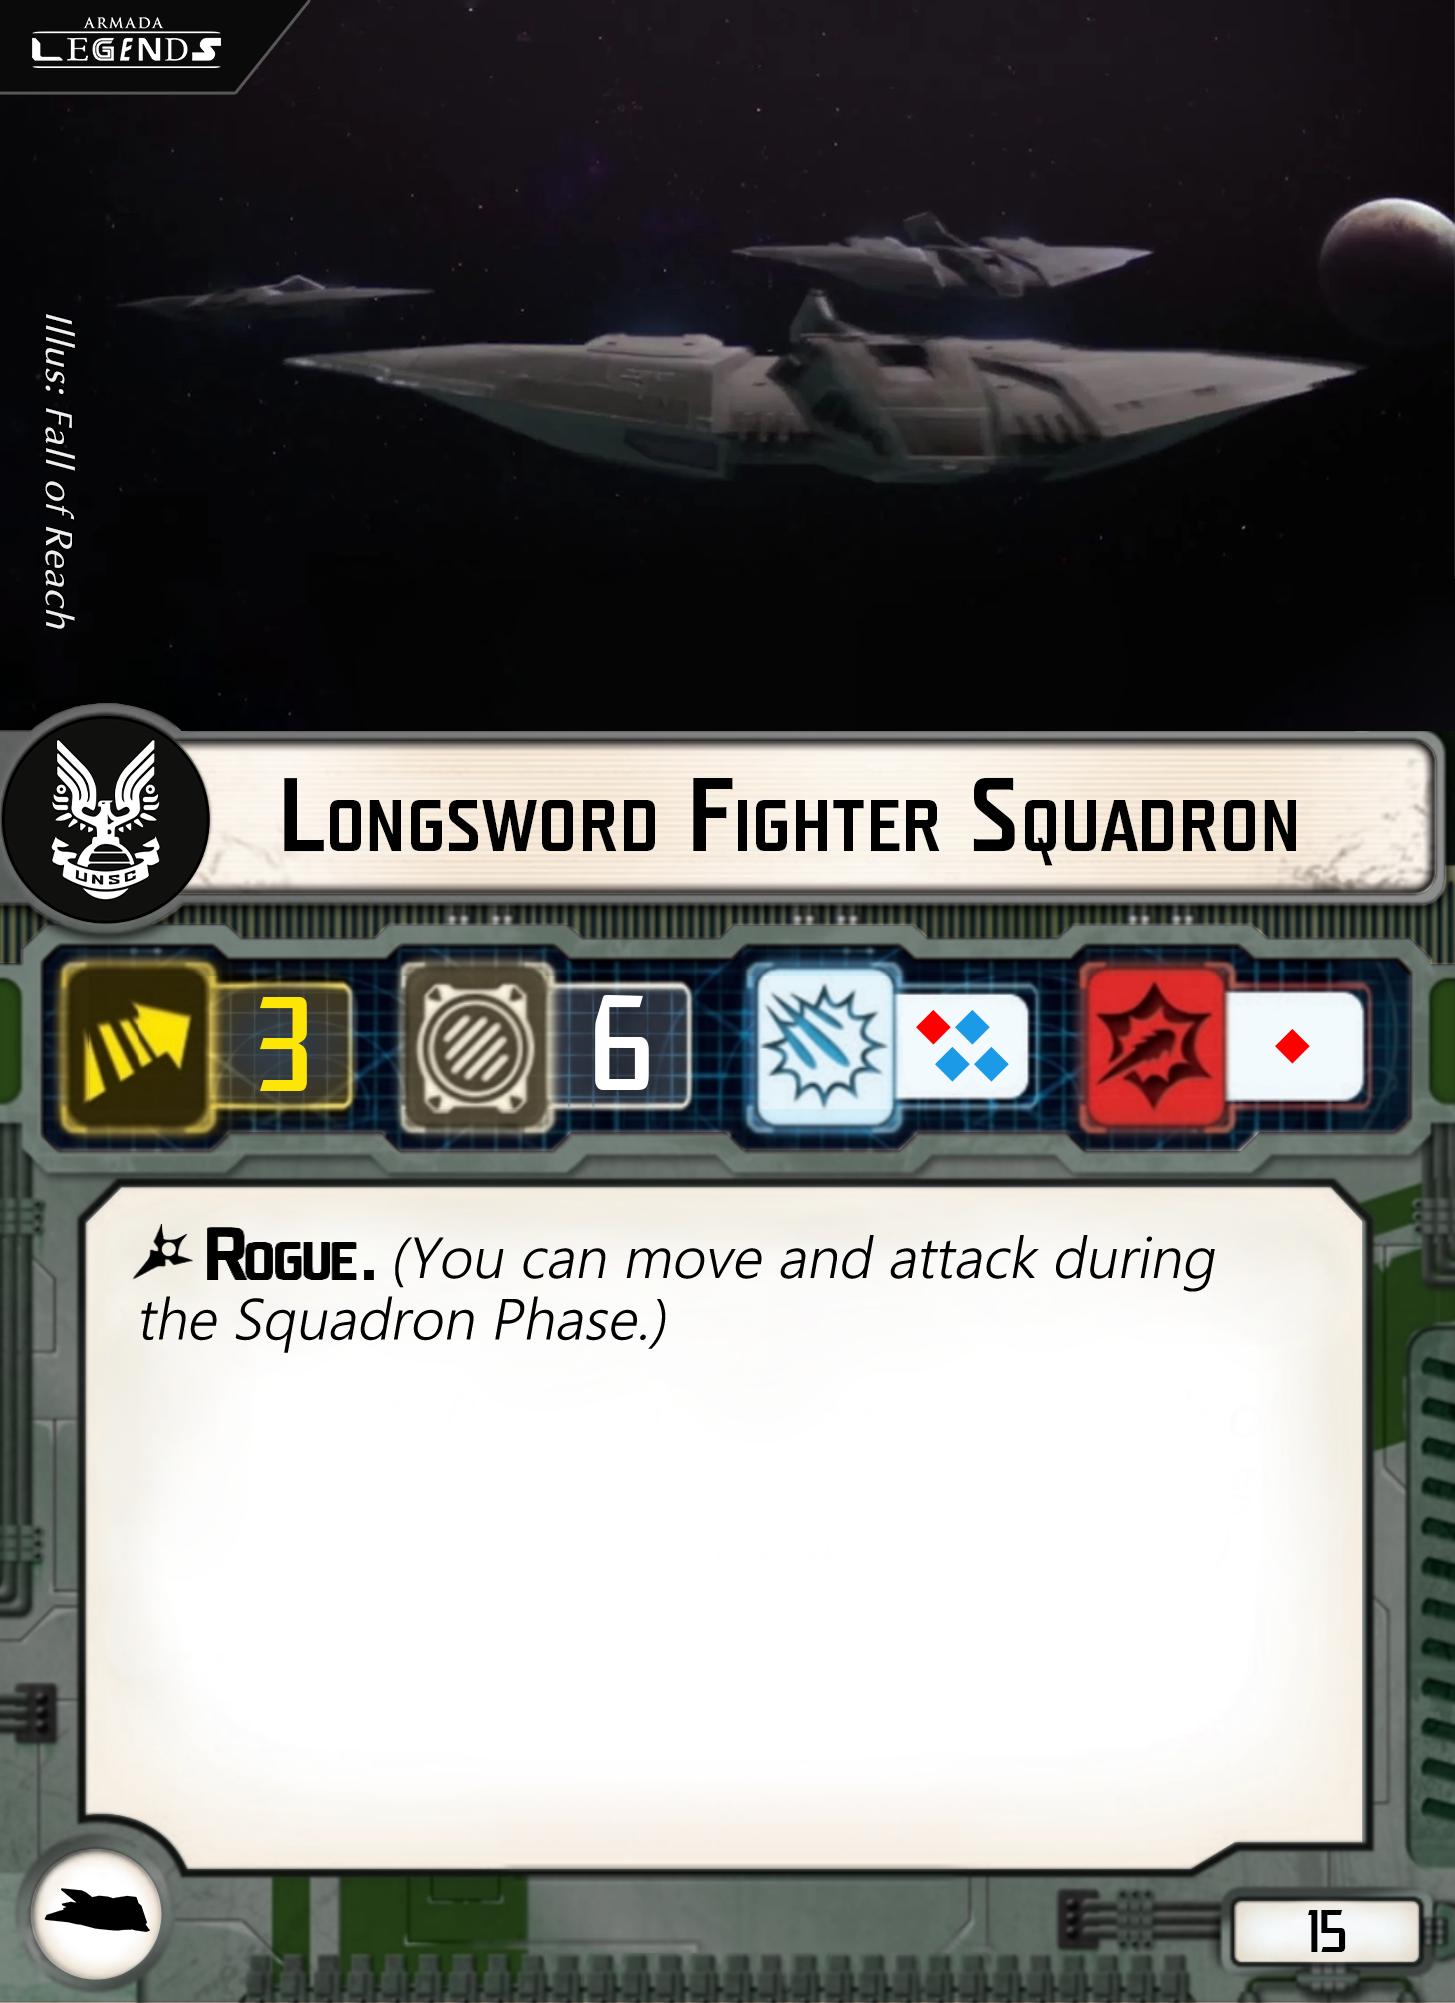 ARMADA
LEGENDS
Illus: Fall of Reach
UNSC
LONGSWORD FIGHTER SQUADRON
3
6
ROGUE. (You can move and attack during
the Squadron Phase.)
15